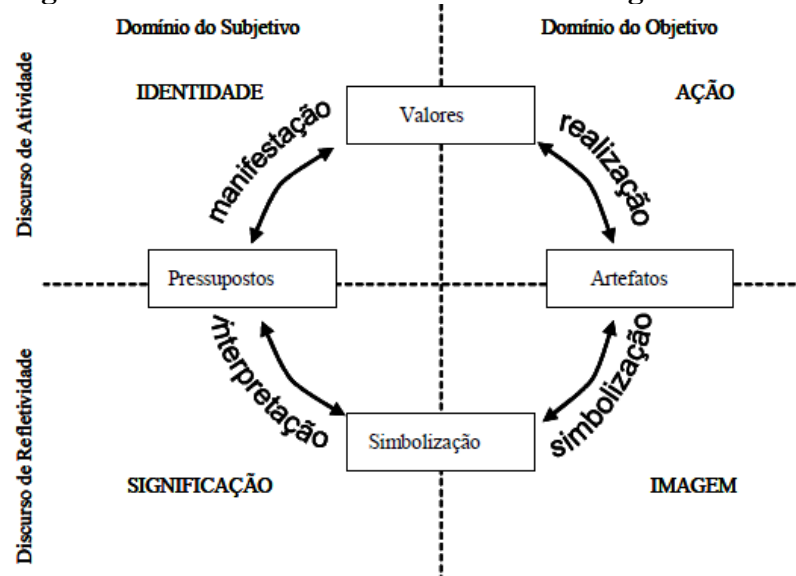 Domínio do Subjetivo
Domínio do Objetivo
Discurso de Atividade
IDENTIDADE
AÇÃO
Valores
manifestação
realização
Pressupostos
Artefatos
interpretação
simbolização
Simbolização
Discurso de Refletividade
SIGNIFICAÇÃO
IMAGEM